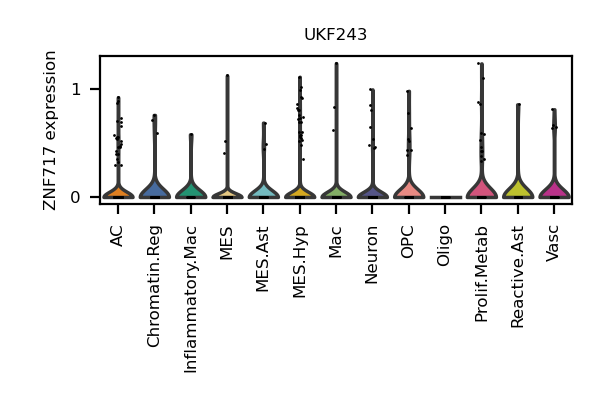 UKF243
ZNF717 expression
1
0
AC
Chromatin.Reg
Inflammatory.Mac
MES
MES.Ast
MES.Hyp
Mac
Neuron
OPC
Oligo
Prolif.Metab
Reactive.Ast
Vasc